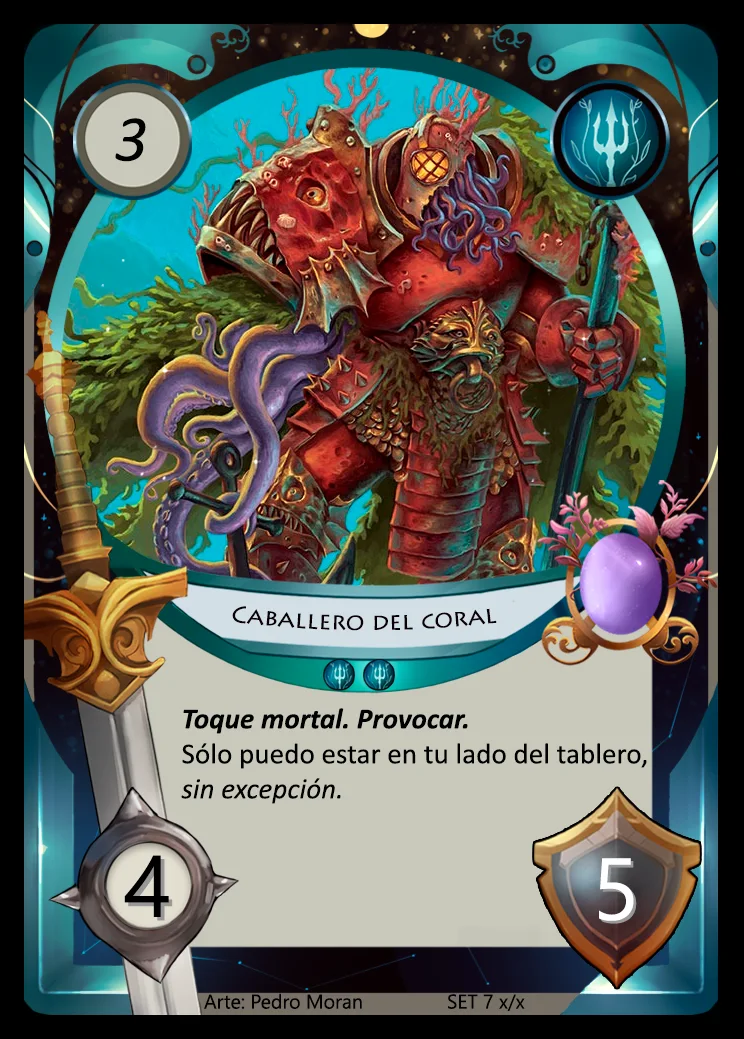 3
CABALLERO DEL CORAL
Toque mortal. Provocar.
Sólo puedo estar en tu lado del tablero,
sin excepción.
4
5
Arte: Pedro Moran SET 7 x/x